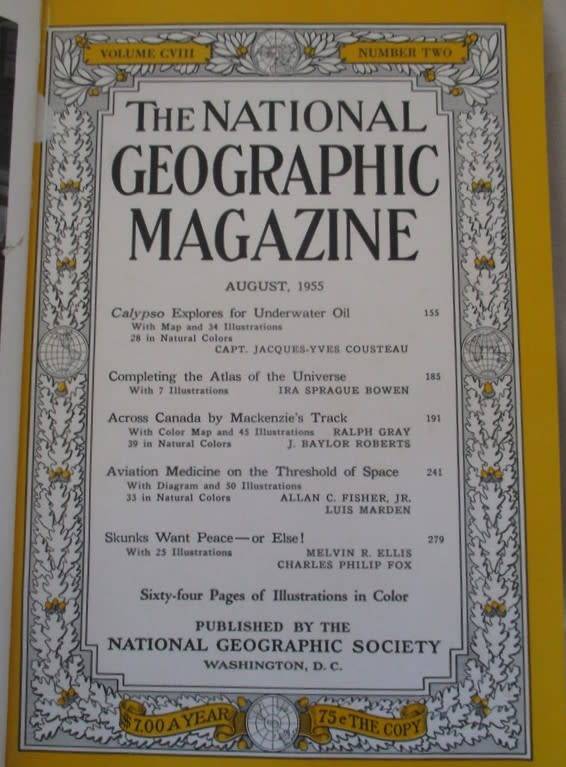 VOLUME CVIII NUMBER TWO
THE NATIONAL
GEOGRAPHIC
MAGAZINE
AUGUST, 1955
Calypso Explores for Underwater Oil 155
With Map and 34 Illustrations
28 in Natural Colors
CAPT. JACQUES-YVES COUSTEAU
Completing the Atlas of the Universe 185
With 7 Illustrations IRA SPRAGUE BOWEN
Across Canada by Mackenzie's Track 191
With Color Map and 45 Illustrations RALPH GRAY
39 in Natural Colors J. BAYLOR ROBERTS
Aviation Medicine on the Threshold of Space 241
With Diagram and 50 Illustrations
33 in Natural Colors ALLAN C. FISHER, JR.
LUIS MARDEN
Skunks Want Peace—or Else! 279
With 25 Illustrations MELVIN R. ELLIS
CHARLES PHILIP FOX
Sixty-four Pages of Illustrations in Color
PUBLISHED BY THE
NATIONAL GEOGRAPHIC SOCIETY
WASHINGTON, D. C.
$7.00 A YEAR 75c THE COPY